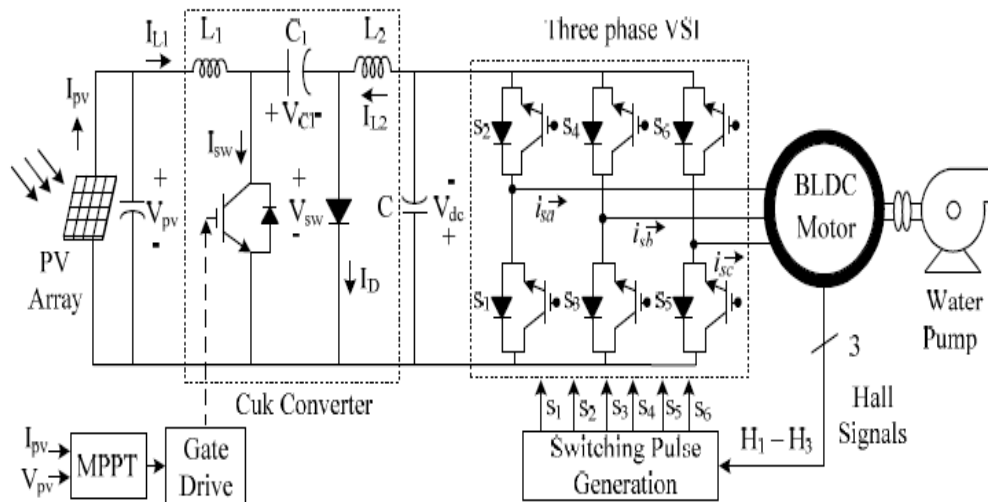 Three phase VSI
I_L1
L_1
C_1
L_2
I_pv
+ V_C1 -
I_L2
I_sw
S_2
S_4
S_6
BLDC
Motor
+
V_pv
-
+
V_sw
-
C
-
V_dc
+
i_sa
i_sb
i_sc
PV
Array
I_D
S_1
S_3
S_5
Water
Pump
3
Cuk Converter
S_1
S_2
S_3
S_4
S_5
S_6
Hall
Signals
I_pv
V_pv
MPPT
Gate
Drive
Switching Pulse
Generation
H_1 – H_3